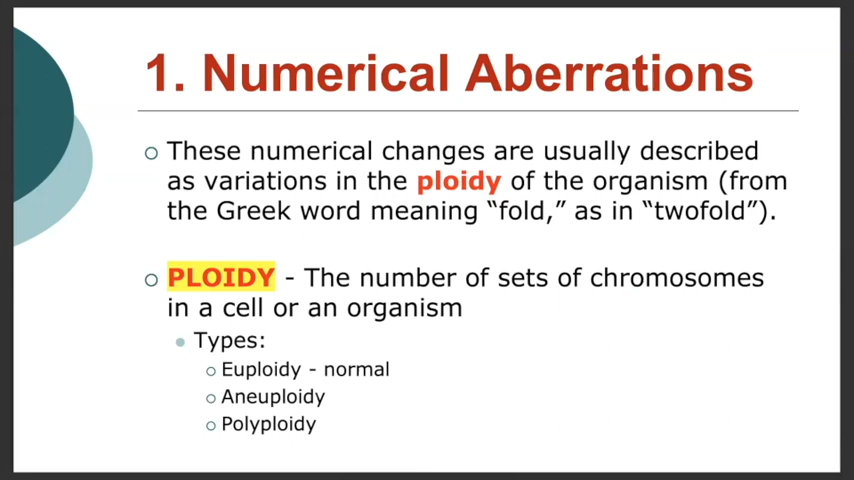 1. Numerical Aberrations
These numerical changes are usually described
as variations in the ploidy of the organism (from
the Greek word meaning “fold,” as in “twofold”).
PLOIDY - The number of sets of chromosomes
in a cell or an organism
Types:
Euploidy - normal
Aneuploidy
Polyploidy